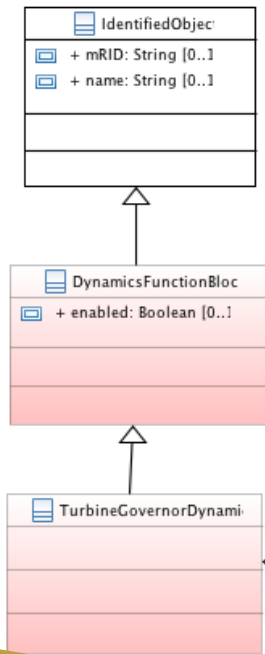 IdentifiedObjec
+ mRID: String [0..1
+ name: String [0..1
DynamicsFunctionBloc
+ enabled: Boolean [0..1
TurbineGovernorDynami